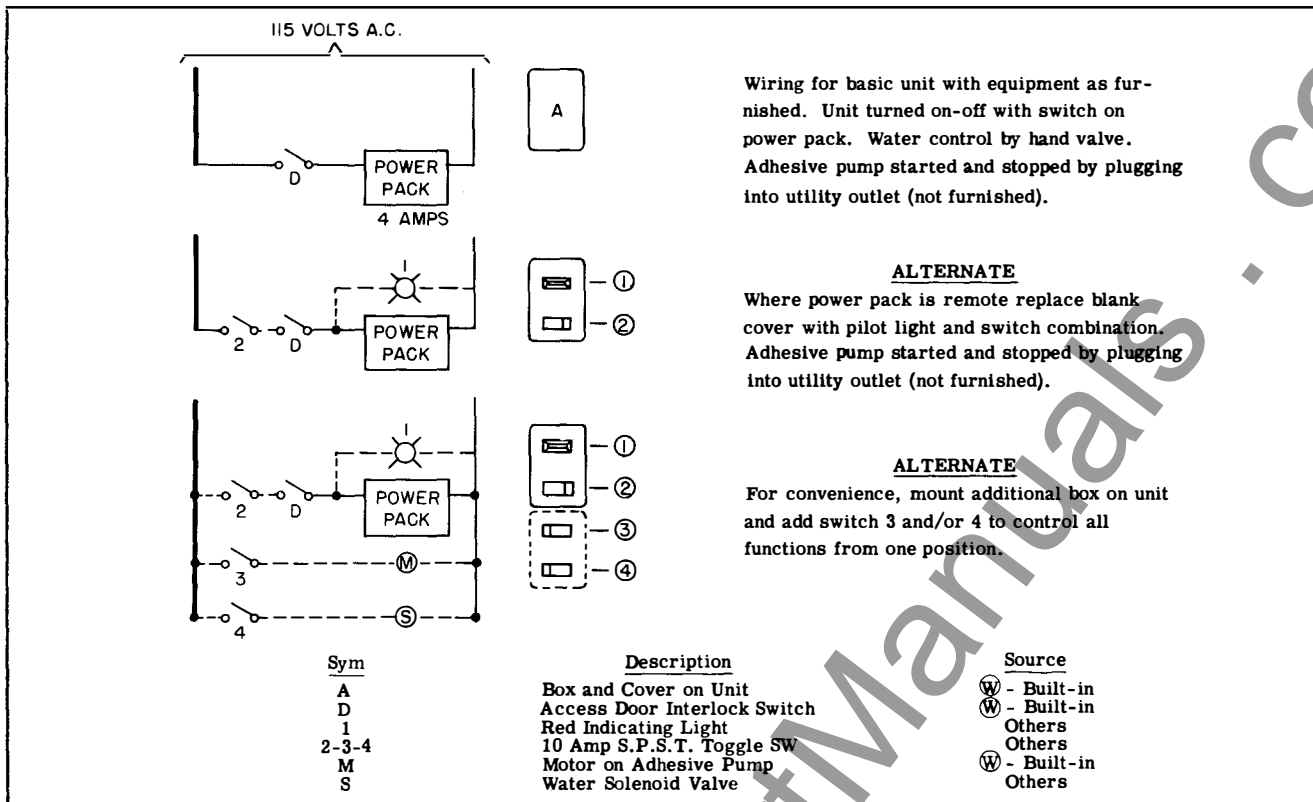 115 VOLTS A.C.
D
POWER
PACK
4 AMPS
A
Wiring for basic unit with equipment as fur-
nished. Unit turned on-off with switch on
power pack. Water control by hand valve.
Adhesive pump started and stopped by plugging
into utility outlet (not furnished).
1
2
D
POWER
PACK
1
2
ALTERNATE
Where power pack is remote replace blank
cover with pilot light and switch combination.
Adhesive pump started and stopped by plugging
into utility outlet (not furnished).
1
2
D
POWER
PACK
3
M
4
S
1
2
3
4
ALTERNATE
For convenience, mount additional box on unit
and add switch 3 and/or 4 to control all
functions from one position.
Sym Description Source
A Box and Cover on Unit W - Built-in
D Access Door Interlock Switch W - Built-in
1 Red Indicating Light Others
2-3-4 10 Amp S.P.S.T. Toggle SW Others
M Motor on Adhesive Pump W - Built-in
S Water Solenoid Valve Others
tManuals . co